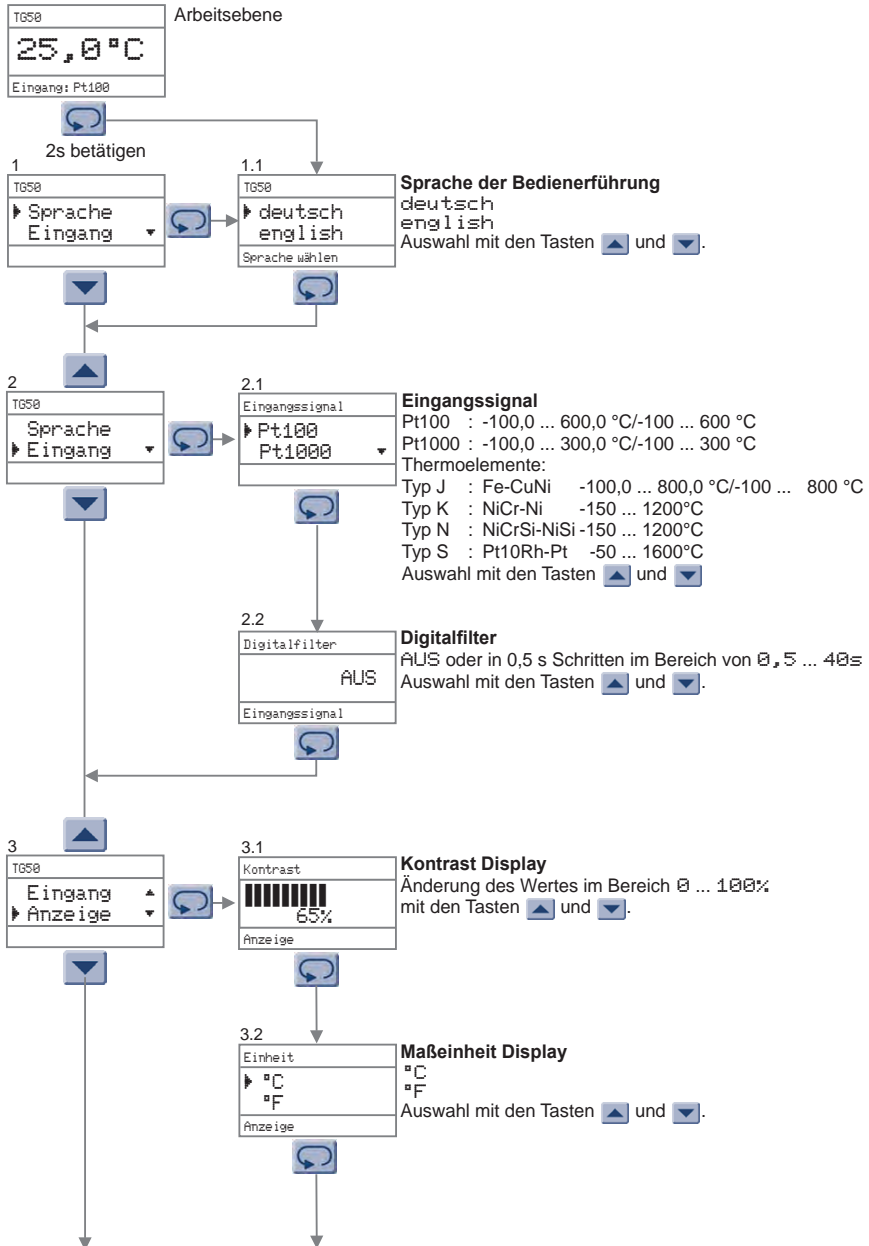 TG50
Arbeitsebene
25,0°C
Eingang: Pt100
2s betätigen
1
TG50
Sprache
Eingang
1.1
TG50
deutsch
english
Sprache wählen
Sprache der Bedienerführung
deutsch
english
Auswahl mit den Tasten und .
2
TG50
Sprache
Eingang
2.1
Eingangssignal
Pt100
Pt1000
Eingangssignal
Pt100 : -100,0 ... 600,0 °C/-100 ... 600 °C
Pt1000 : -100,0 ... 300,0 °C/-100 ... 300 °C
Thermoelemente:
Typ J : Fe-CuNi -100,0 ... 800,0 °C/-100 ... 800 °C
Typ K : NiCr-Ni -150 ... 1200°C
Typ N : NiCrSi-NiSi -150 ... 1200°C
Typ S : Pt10Rh-Pt -50 ... 1600°C
Auswahl mit den Tasten und
2.2
Digitalfilter
AUS
Eingangssignal
Digitalfilter
AUS oder in 0,5 s Schritten im Bereich von 0,5 ... 40s
Auswahl mit den Tasten und .
3
TG50
Eingang
Anzeige
3.1
Kontrast
65%
Anzeige
Kontrast Display
Änderung des Wertes im Bereich 0 ... 100%
mit den Tasten und .
3.2
Einheit
°C
°F
Anzeige
Maßeinheit Display
°C
°F
Auswahl mit den Tasten und .